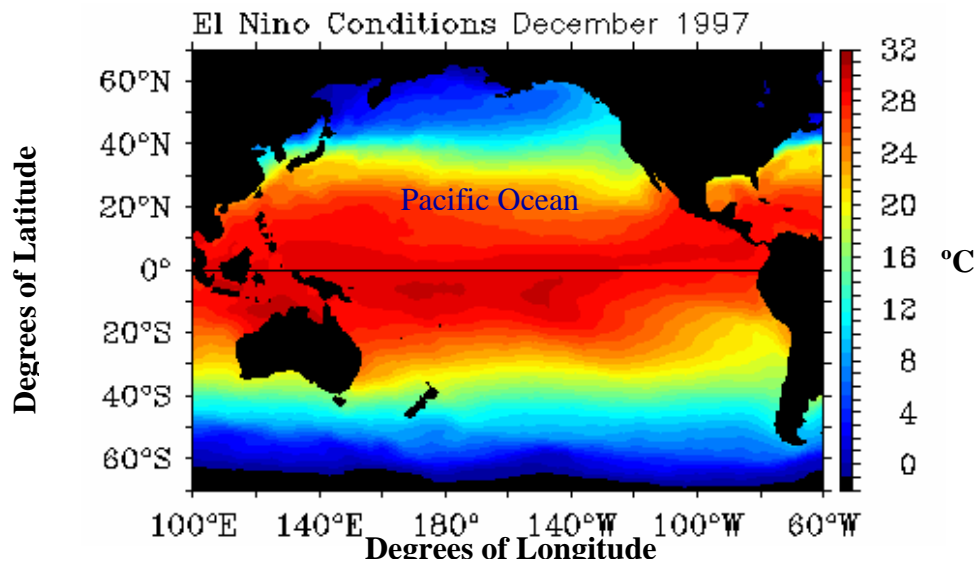 El Nino Conditions December 1997
Degrees of Latitude
60°N
40°N
20°N
0°
20°S
40°S
60°S
Pacific Ocean
32
28
24
20
16
12
8
4
0
ºC
100°E 140°E 180° 140°W 100°W 60°W
Degrees of Longitude